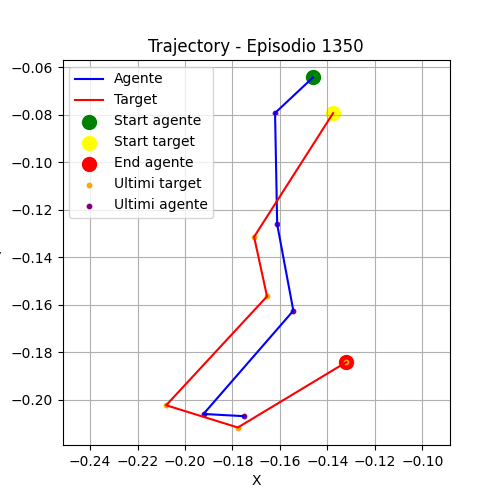 Trajectory - Episodio 1350
−0.06
−0.08
−0.10
−0.12
−0.14
−0.16
−0.18
−0.20
Agente
Target
Start agente
Start target
End agente
Ultimi target
Ultimi agente
−0.24 −0.22 −0.20 −0.18 −0.16 −0.14 −0.12 −0.10
X